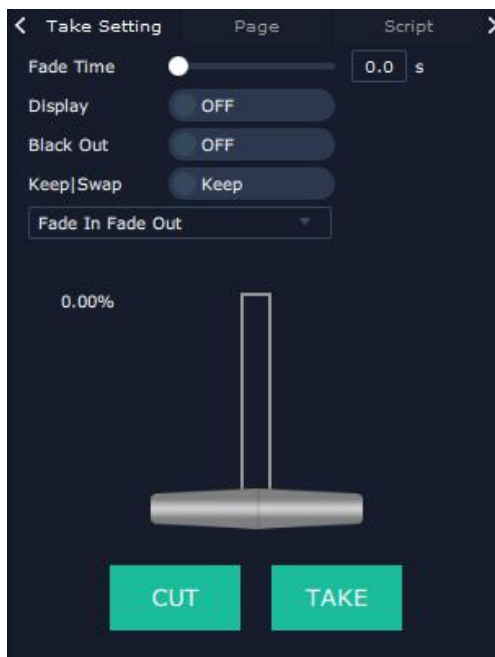 Take Setting Page Script
Fade Time 0.0 s
Display OFF
Black Out OFF
Keep|Swap Keep
Fade In Fade Out
0.00%
CUT TAKE